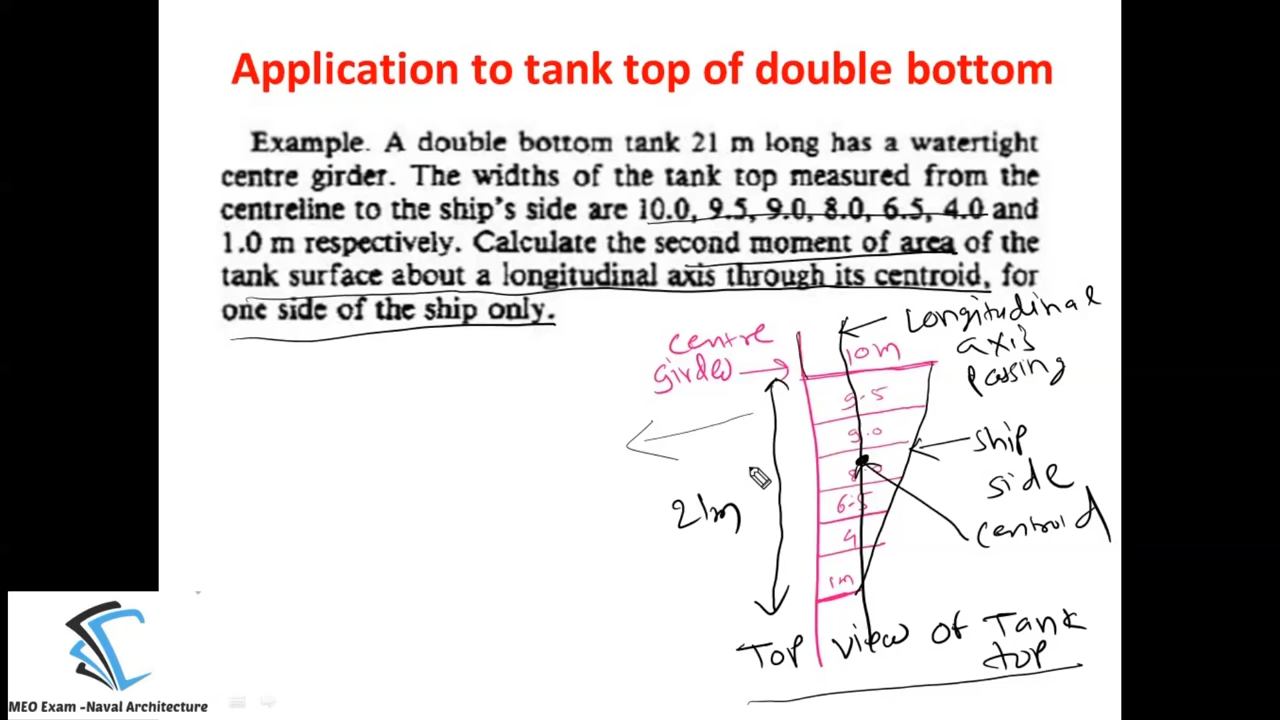 Application to tank top of double bottom
Example. A double bottom tank 21 m long has a watertight
centre girder. The widths of the tank top measured from the
centreline to the ship's side are 10.0, 9.5, 9.0, 8.0, 6.5, 4.0 and
1.0 m respectively. Calculate the second moment of area of the
tank surface about a longitudinal axis through its centroid, for
one side of the ship only.
Longitudinal
axis
passing
centre
girder
10m
9.5
9.0
8.0
6.5
4
1m
21m
ship
side
centroid
Top view of Tank
top
MEO Exam -Naval Architecture